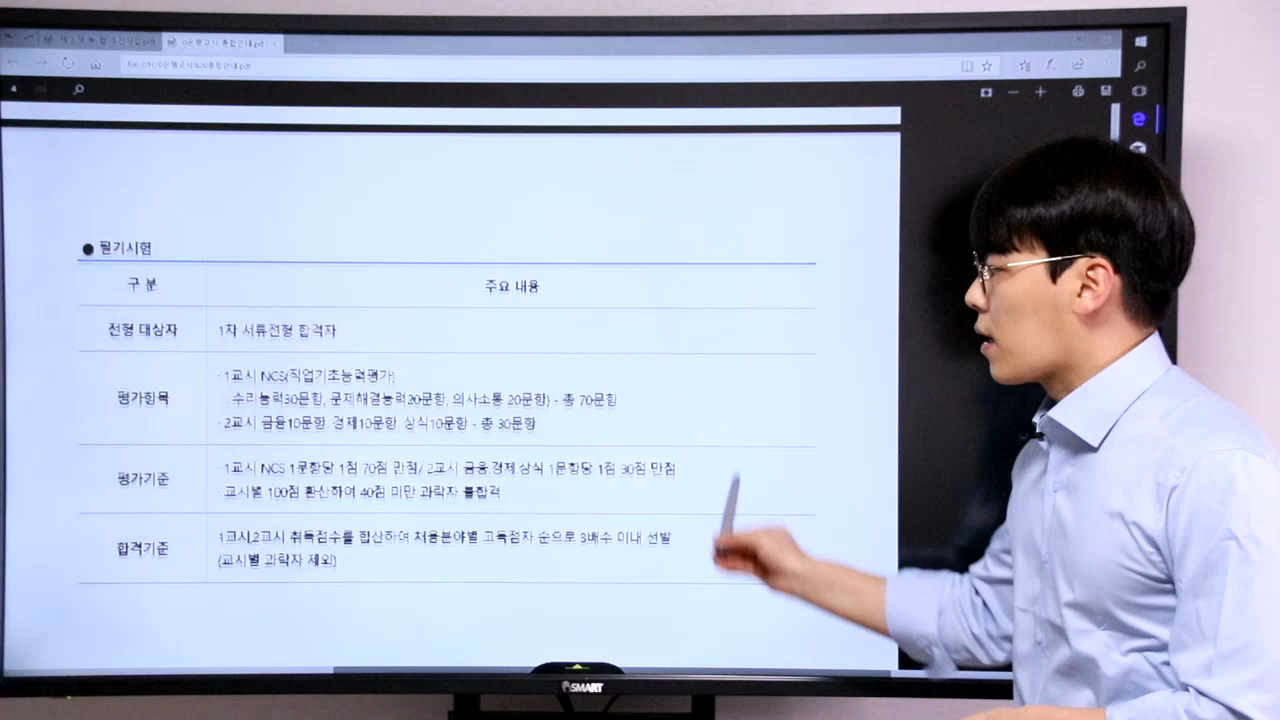 4
● 필기시험
구 분 주요 내용
전형 대상자 1차 서류전형 합격자
평가항목
· 1교시 NCS(직업기초능력평가)
수리능력30문항, 문제해결능력20문항, 의사소통 20문항) - 총 70문항
· 2교시 금융10문항, 경제10문항, 상식10문항 - 총 30문항
평가기준
· 1교시 NCS 1문항당 1점 70점 만점/ 2교시 금융,경제,상식 1문항당 1점 30점 만점
· 교시별 100점 환산하여 40점 미만 과락자 불합격
합격기준
1교시,2교시 취득점수를 합산하여 채용분야별 고득점자 순으로 3배수 이내 선발
(교시별 과락자 제외)
SMART